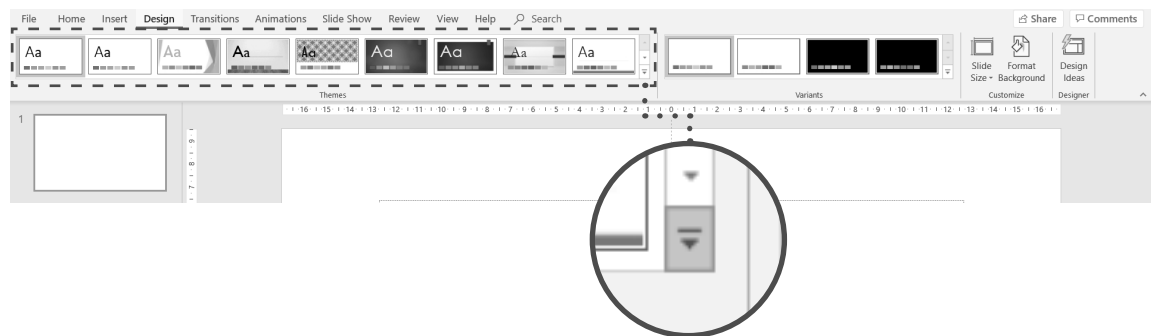 File Home Insert Design Transitions Animations Slide Show Review View Help Search Share Comments
Aa Aa Aa Aa Aa Aa Aa Aa Aa
Slide Size Format Background Design Ideas
Themes Variants Customize Designer
16 15 14 13 12 11 10 9 8 7 6 5 4 3 2 1 0 1 2 3 4 5 6 7 8 9 10 11 12 13 14 15 16
1
9
8
7